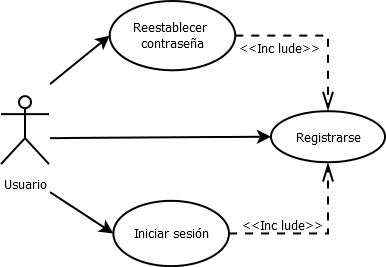 Reestablecer
contraseña
<<Inc lude>>
Registrarse
Usuario
<<Inc lude>>
Iniciar sesión